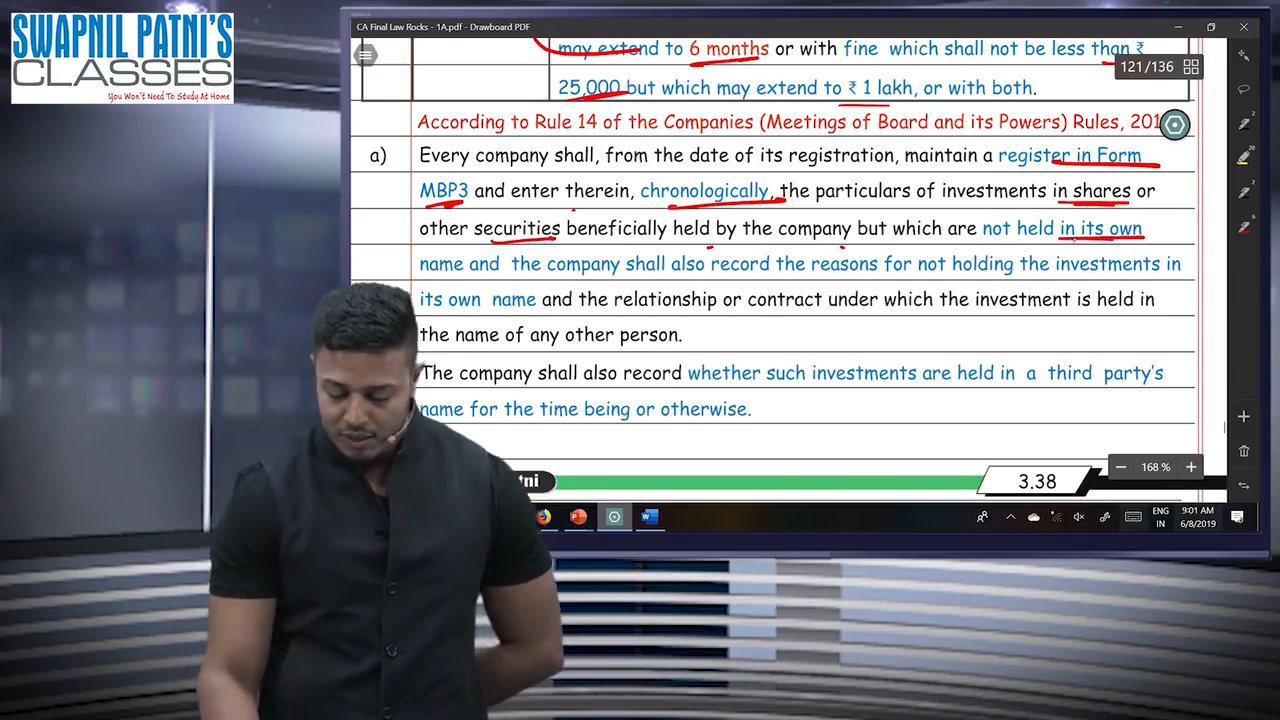 SWAPNIL PATNI'S
CLASSES
You Won't Need To Study At Home
CA Final Law Rocks - 1A.pdf - Drawboard PDF
may extend to 6 months or with fine which shall not be less than ₹
121/136
25,000 but which may extend to ₹ 1 lakh, or with both.
According to Rule 14 of the Companies (Meetings of Board and its Powers) Rules, 201
a) Every company shall, from the date of its registration, maintain a register in Form
MBP3 and enter therein, chronologically, the particulars of investments in shares or
other securities beneficially held by the company but which are not held in its own
name and the company shall also record the reasons for not holding the investments in
its own name and the relationship or contract under which the investment is held in
the name of any other person.
The company shall also record whether such investments are held in a third party's
name for the time being or otherwise.
3.38
168 %
ENG
IN
9:01 AM
6/8/2019